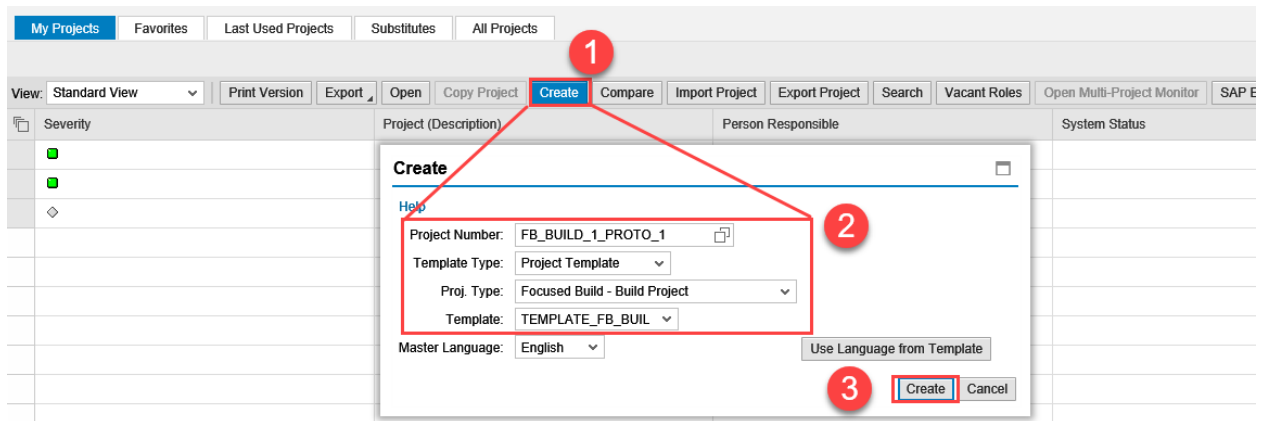 My Projects Favorites Last Used Projects Substitutes All Projects
1
View: Standard View Print Version Export Open Copy Project Create Compare Import Project Export Project Search Vacant Roles Open Multi-Project Monitor SAP
Severity Project (Description) Person Responsible System Status
Create
Help
2
Project Number: FB_BUILD_1_PROTO_1
Template Type: Project Template
Proj. Type: Focused Build - Build Project
Template: TEMPLATE_FB_BUIL
Master Language: English Use Language from Template
3 Create Cancel